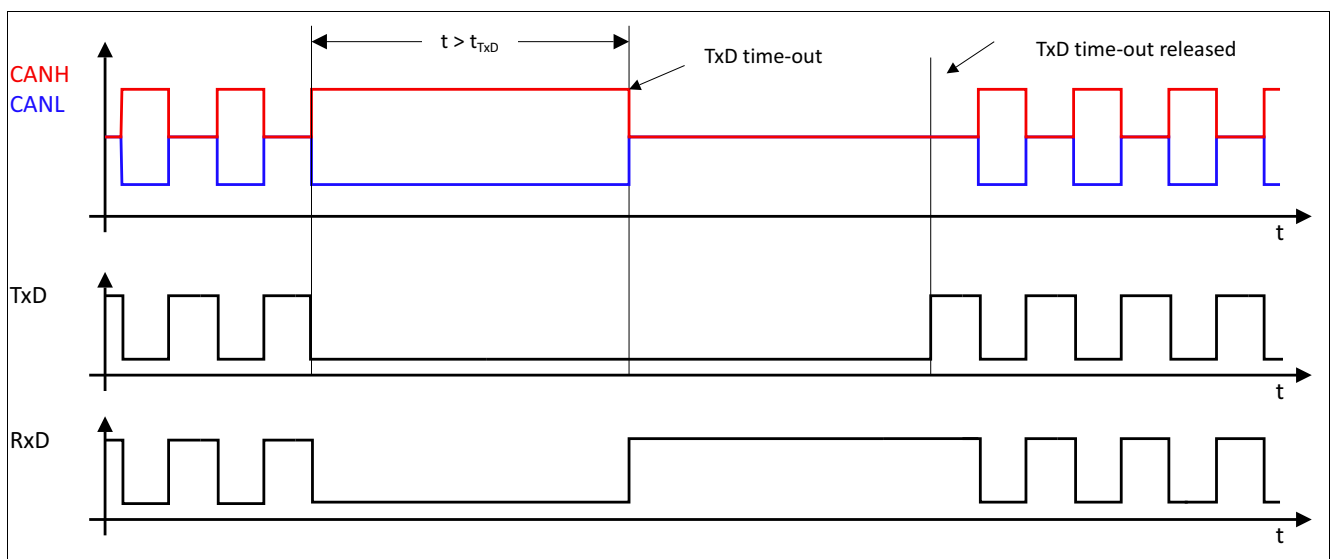 t > tTxD
TxD time-out
TxD time-out released
CANH
CANL
t
TxD
t
RxD
t